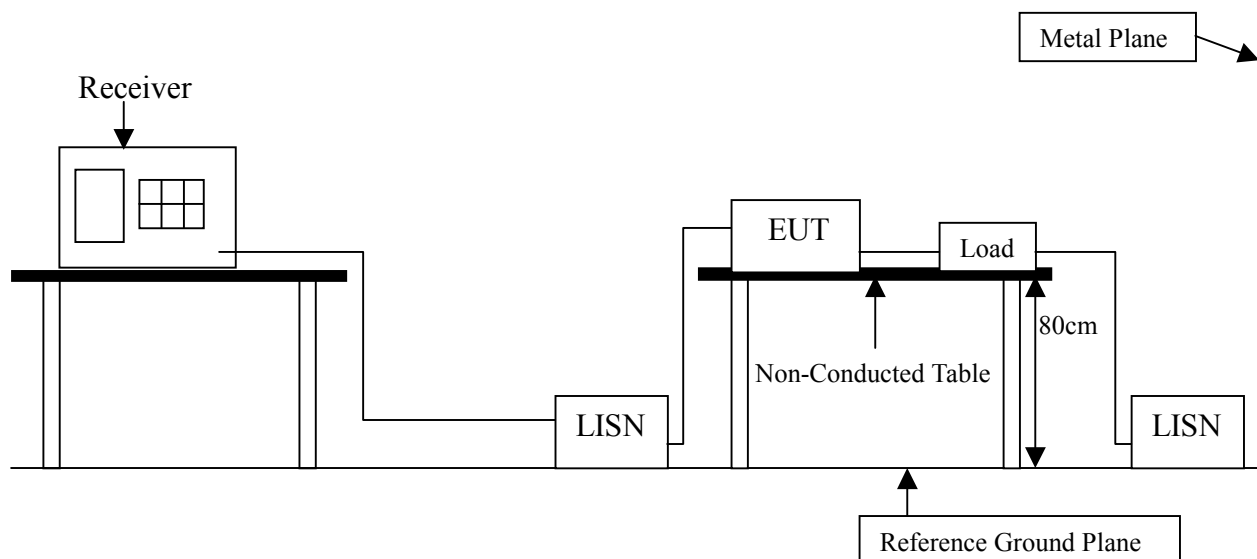 Metal Plane
Receiver
EUT
Load
80cm
Non-Conducted Table
LISN
LISN
Reference Ground Plane